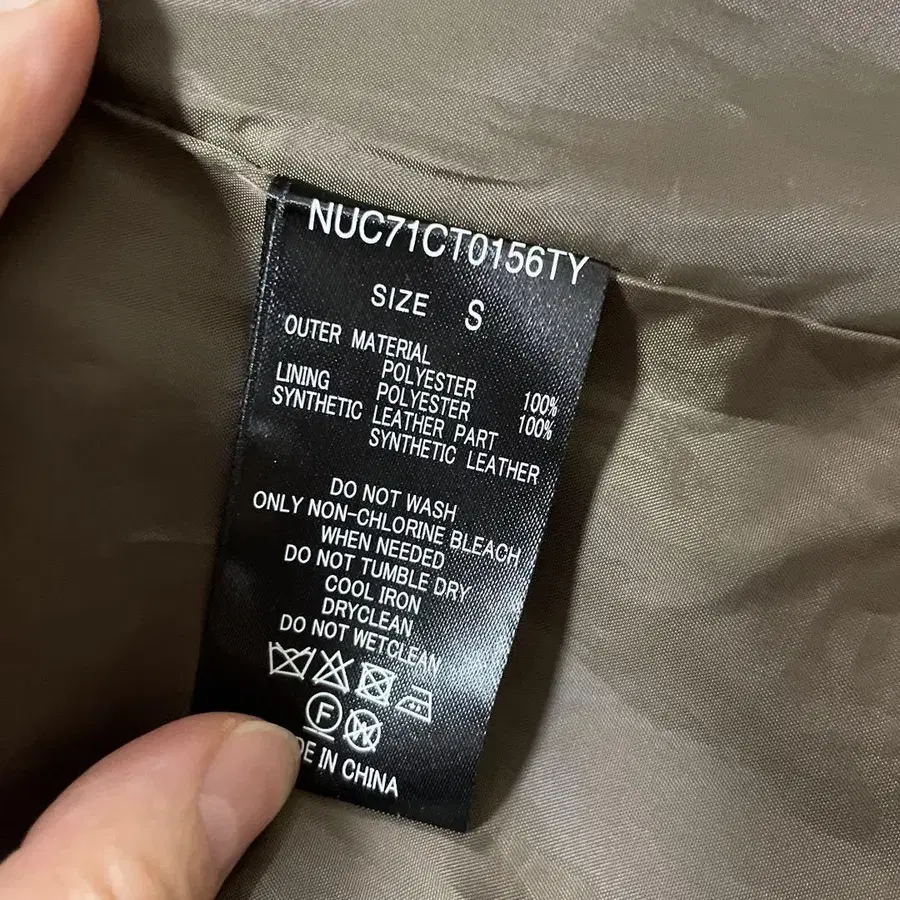 NUC71CT0156TY
SIZE S
OUTER MATERIAL
POLYESTER 100%
LINING POLYESTER 100%
SYNTHETIC LEATHER PART
SYNTHETIC LEATHER
DO NOT WASH
ONLY NON-CHLORINE BLEACH
WHEN NEEDED
DO NOT TUMBLE DRY
COOL IRON
DRYCLEAN
DO NOT WETCLEAN
F W
DE IN CHINA